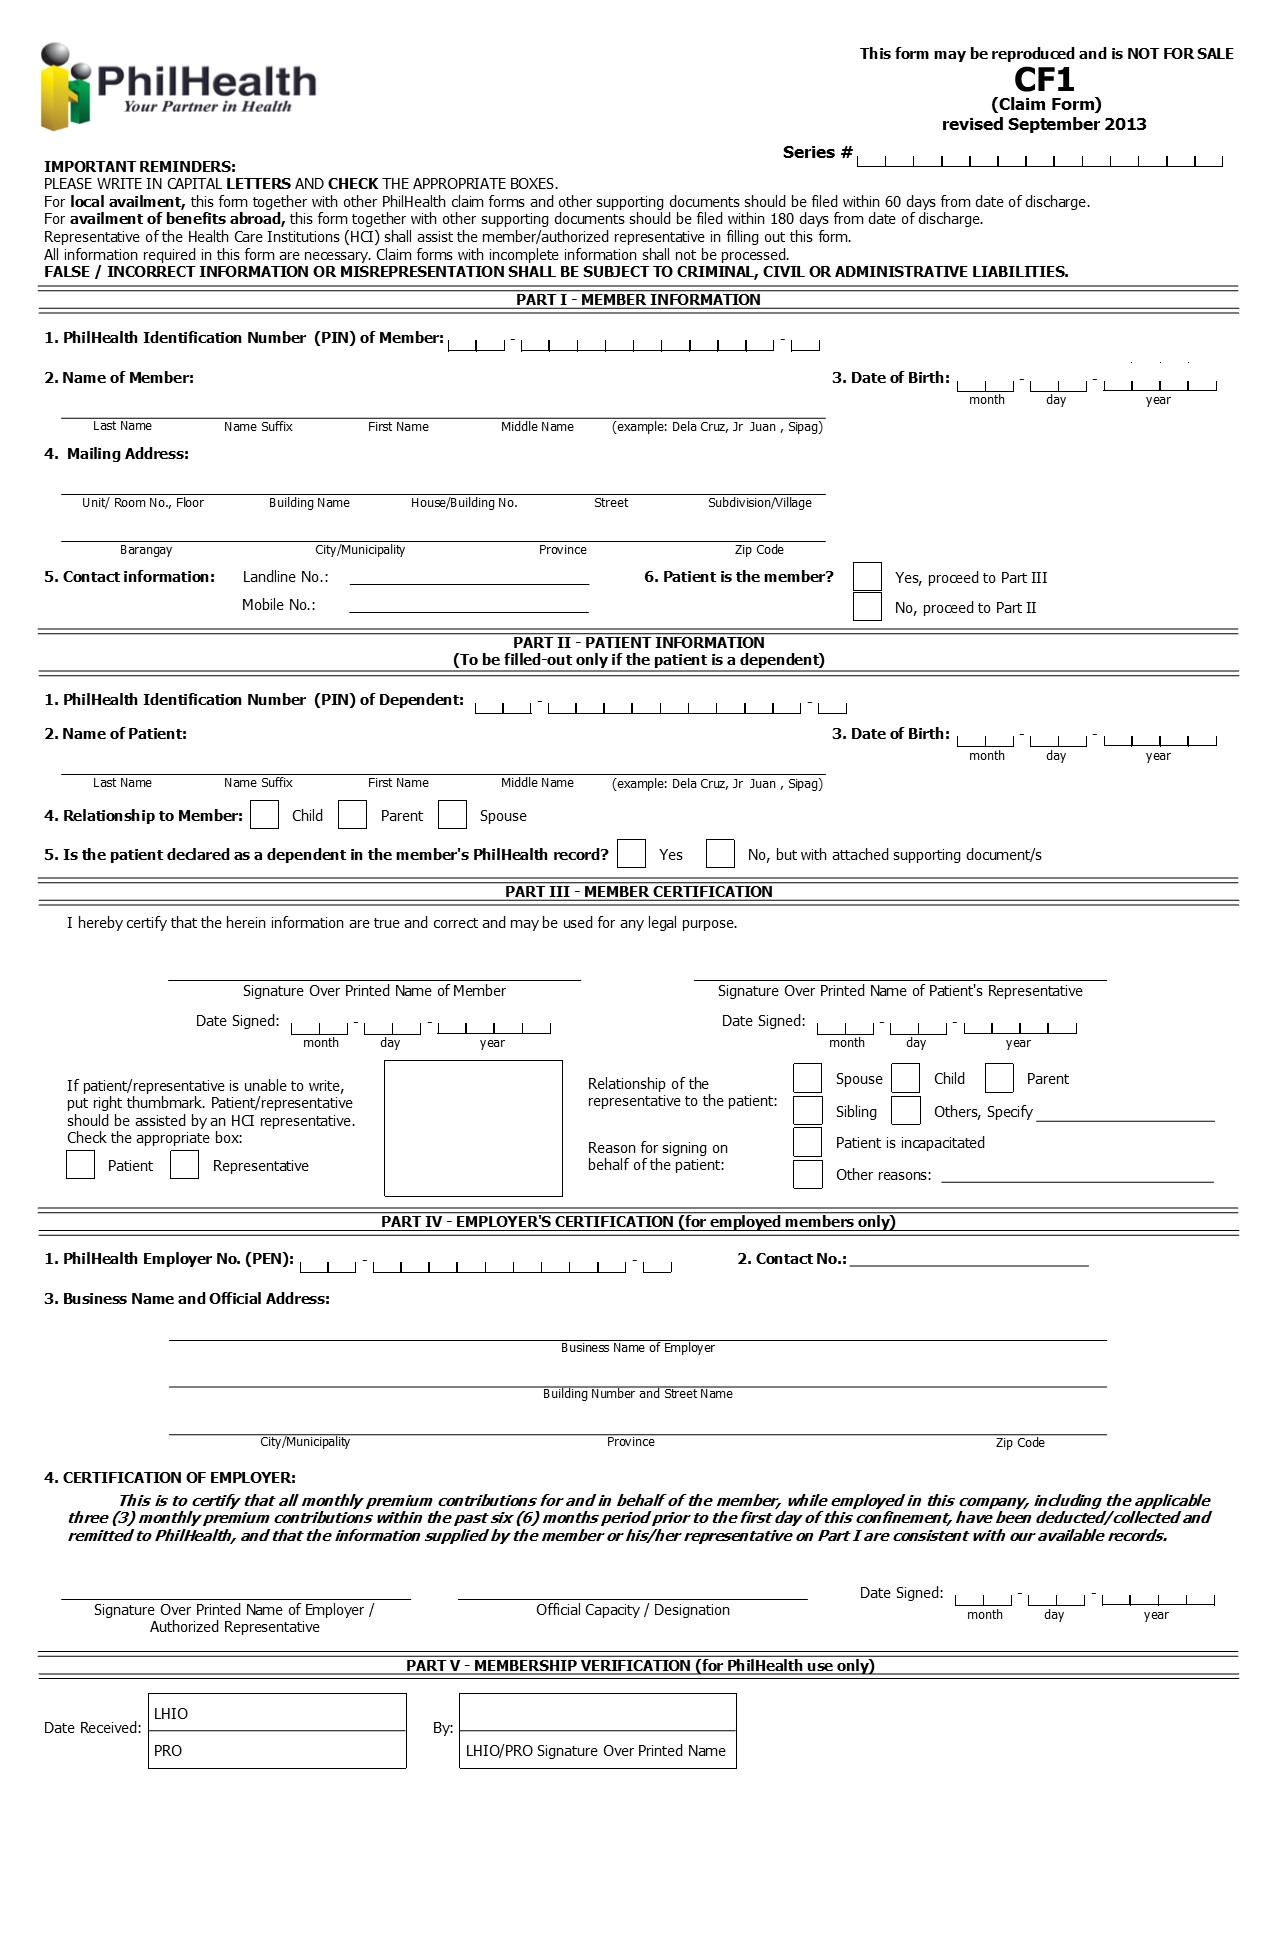 PhilHealth
Your Partner in Health
This form may be reproduced and is NOT FOR SALE
CF1
(Claim Form)
revised September 2013
Series #
IMPORTANT REMINDERS:
PLEASE WRITE IN CAPITAL LETTERS AND CHECK THE APPROPRIATE BOXES.
For local availment, this form together with other PhilHealth claim forms and other supporting documents should be filed within 60 days from date of discharge.
For availment of benefits abroad, this form together with other supporting documents should be filed within 180 days from date of discharge.
Representative of the Health Care Institutions (HCI) shall assist the member/authorized representative in filling out this form.
All information required in this form are necessary. Claim forms with incomplete information shall not be processed.
FALSE / INCORRECT INFORMATION OR MISREPRESENTATION SHALL BE SUBJECT TO CRIMINAL, CIVIL OR ADMINISTRATIVE LIABILITIES.
PART I - MEMBER INFORMATION
1. PhilHealth Identification Number (PIN) of Member: - -
2. Name of Member: 3. Date of Birth: - -
month day year
Last Name Name Suffix First Name Middle Name (example: Dela Cruz, Jr Juan , Sipag)
4. Mailing Address:
Unit/ Room No., Floor Building Name House/Building No. Street Subdivision/Village
Barangay City/Municipality Province Zip Code
5. Contact information: Landline No.: 6. Patient is the member? Yes, proceed to Part III
Mobile No.: No, proceed to Part II
PART II - PATIENT INFORMATION
(To be filled-out only if the patient is a dependent)
1. PhilHealth Identification Number (PIN) of Dependent: - -
2. Name of Patient: 3. Date of Birth: - -
month day year
Last Name Name Suffix First Name Middle Name (example: Dela Cruz, Jr Juan , Sipag)
4. Relationship to Member: Child Parent Spouse
5. Is the patient declared as a dependent in the member's PhilHealth record? Yes No, but with attached supporting document/s
PART III - MEMBER CERTIFICATION
I hereby certify that the herein information are true and correct and may be used for any legal purpose.
Signature Over Printed Name of Member Signature Over Printed Name of Patient's Representative
Date Signed: - - Date Signed: - -
month day year month day year
If patient/representative is unable to write,
put right thumbmark. Patient/representative
should be assisted by an HCI representative.
Check the appropriate box:
Patient Representative
Relationship of the
representative to the patient:
Spouse Child Parent
Sibling Others, Specify
Reason for signing on
behalf of the patient:
Patient is incapacitated
Other reasons:
PART IV - EMPLOYER'S CERTIFICATION (for employed members only)
1. PhilHealth Employer No. (PEN): - - 2. Contact No.:
3. Business Name and Official Address:
Business Name of Employer
Building Number and Street Name
City/Municipality Province Zip Code
4. CERTIFICATION OF EMPLOYER:
This is to certify that all monthly premium contributions for and in behalf of the member, while employed in this company, including the applicable
three (3) monthly premium contributions within the past six (6) months period prior to the first day of this confinement, have been deducted/collected and
remitted to PhilHealth, and that the information supplied by the member or his/her representative on Part I are consistent with our available records.
Date Signed: - -
month day year
Signature Over Printed Name of Employer /
Authorized Representative
Official Capacity / Designation
PART V - MEMBERSHIP VERIFICATION (for PhilHealth use only)
Date Received: LHIO
PRO
By: LHIO/PRO Signature Over Printed Name